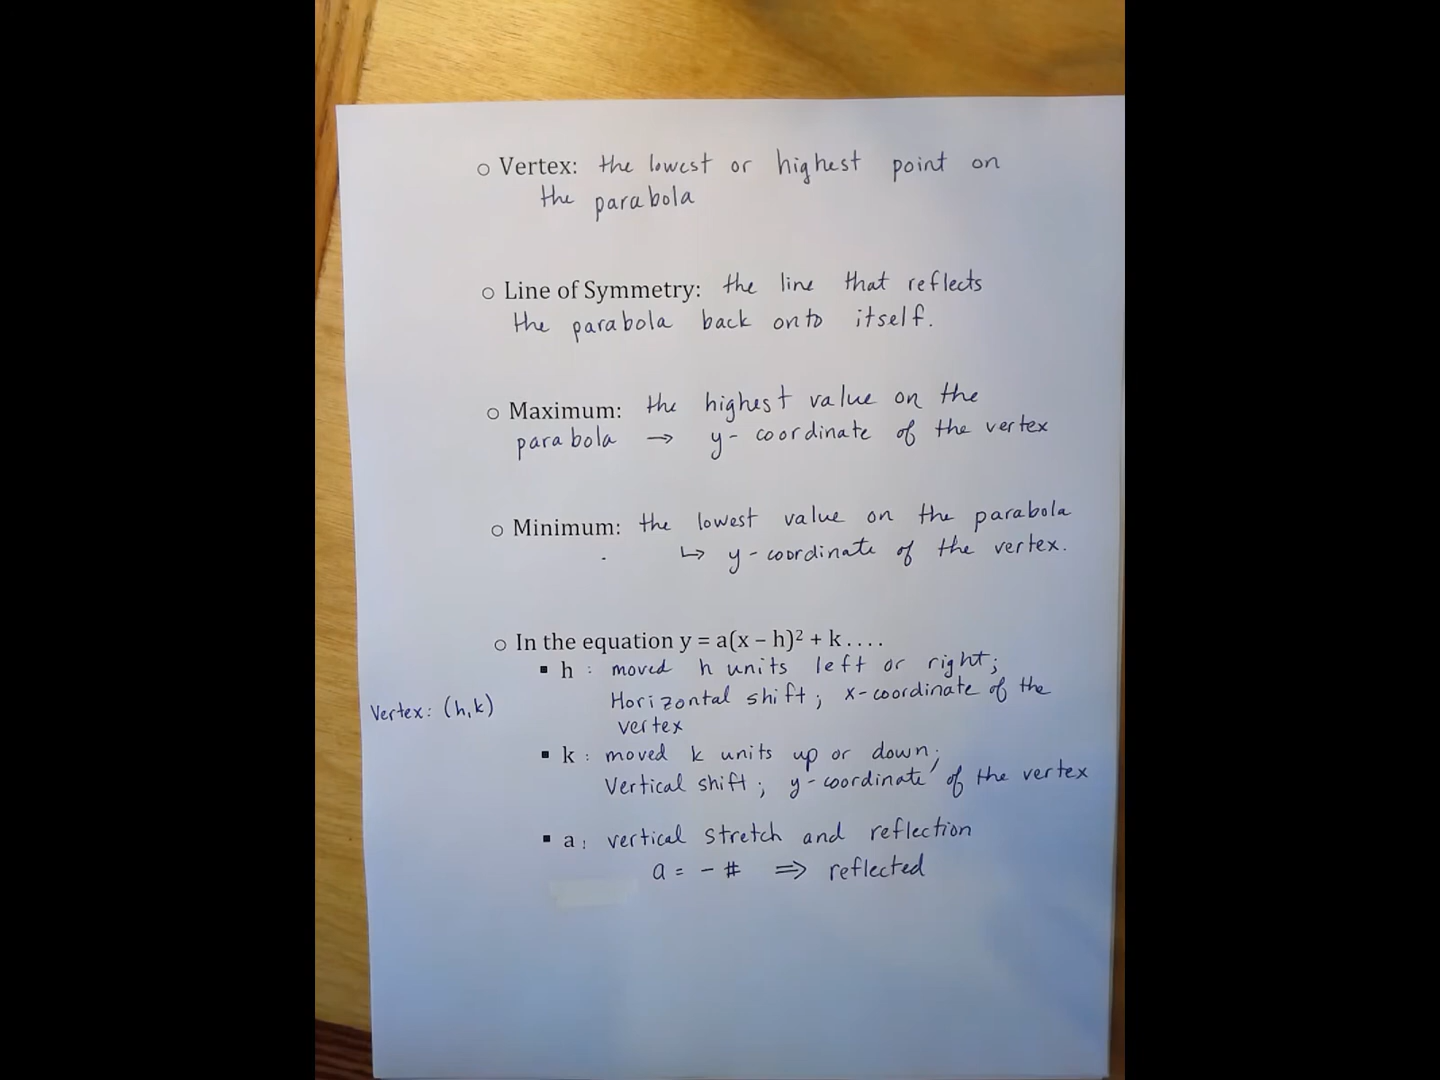 ○ Vertex: the lowest or highest point on
the parabola
○ Line of Symmetry: the line that reflects
the parabola back onto itself.
○ Maximum: the highest value on the
parabola → y-coordinate of the vertex
○ Minimum: the lowest value on the parabola
↳ y-coordinate of the vertex.
○ In the equation y = a(x – h)² + k . . . .
▪ h : moved h units left or right;
Horizontal shift; x-coordinate of the
vertex
Vertex: (h,k)
▪ k : moved k units up or down;
Vertical shift; y-coordinate of the vertex
▪ a : vertical stretch and reflection
a = - # ⇒ reflected